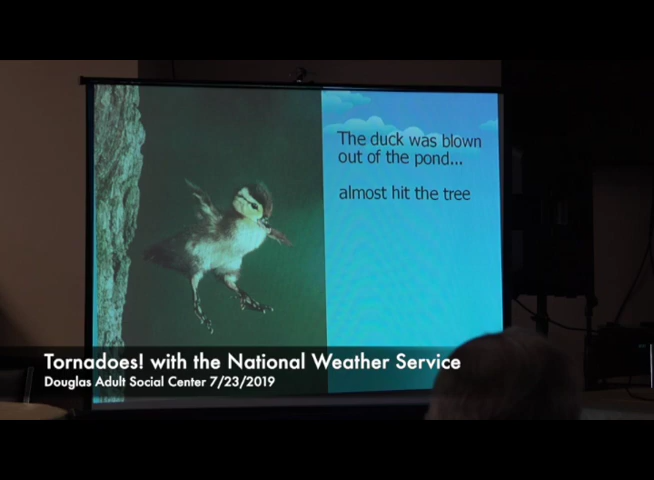 The duck was blown
out of the pond...
almost hit the tree
Tornadoes! with the National Weather Service
Douglas Adult Social Center 7/23/2019